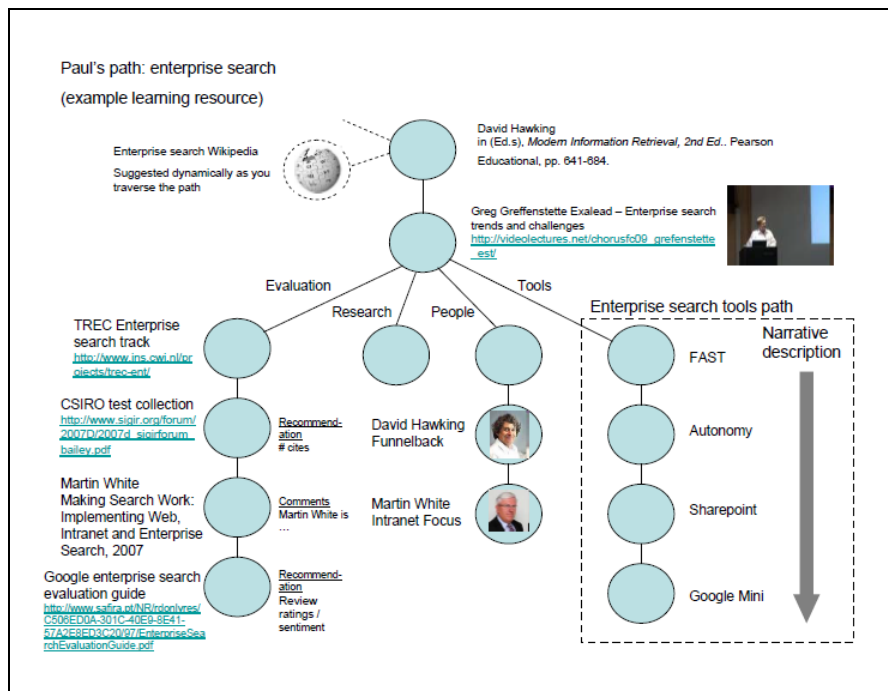 Paul's path: enterprise search
(example learning resource)
Enterprise search Wikipedia
Suggested dynamically as you
traverse the path
David Hawking
in (Ed.s), Modern Information Retrieval, 2nd Ed.. Pearson
Educational, pp. 641-684.
Greg Greffenstette Exalead – Enterprise search
trends and challenges
http://videolectures.net/chorusfc09_grefenstette
_est/
Evaluation
Research
People
Tools
TREC Enterprise
search track
http://www.ins.cwi.nl/pr
ojects/trec-ent/
CSIRO test collection
http://www.sigir.org/forum/
2007D/2007d_sigirforum_
bailey.pdf
Recommend-
ation
# cites
Martin White
Making Search Work:
Implementing Web,
Intranet and Enterprise
Search, 2007
Comments
Martin White is
…
Google enterprise search
evaluation guide
http://www.safira.pt/NR/rdonlyres/
C506ED0A-301C-40E9-8E41-
57A2E8ED3C20/97/EnterpriseSea
rchEvaluationGuide.pdf
Recommend-
ation
Review
ratings /
sentiment
David Hawking
Funnelback
Martin White
Intranet Focus
Enterprise search tools path
Narrative
description
FAST
Autonomy
Sharepoint
Google Mini